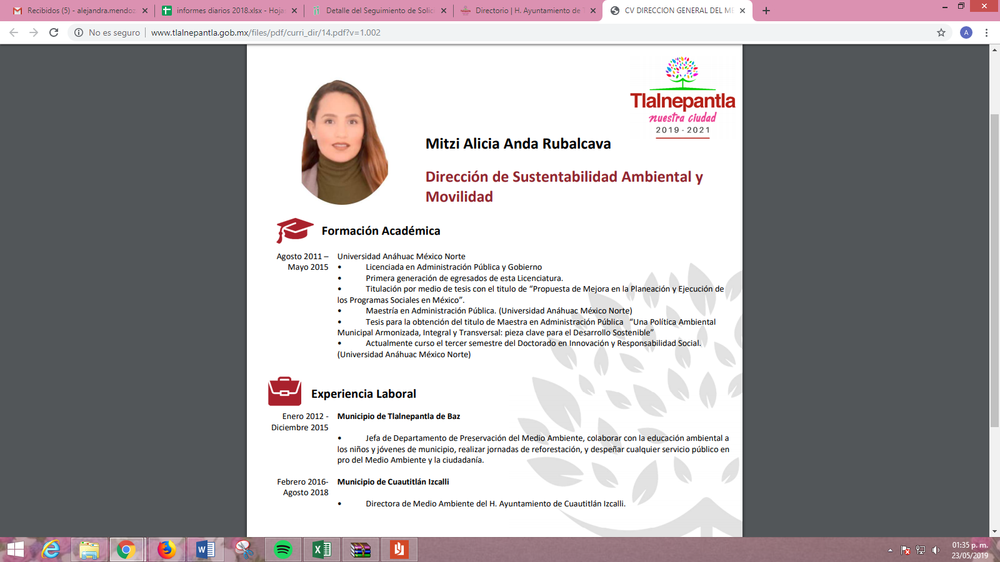 Recibidos (5) - alejandra.mendoz
informes diarios 2018.xlsx - Hoja
Detalle del Seguimiento de Solic
Directorio | H. Ayuntamiento de T
CV DIRECCION GENERAL DEL ME
No es seguro
www.tlalnepantla.gob.mx/files/pdf/curri_dir/14.pdf?v=1.002
A
Tlalnepantla
nuestra ciudad
2019 - 2021
Mitzi Alicia Anda Rubalcava
Dirección de Sustentabilidad Ambiental y
Movilidad
Formación Académica
Agosto 2011 – Universidad Anáhuac México Norte
Mayo 2015 • Licenciada en Administración Pública y Gobierno
• Primera generación de egresados de esta Licenciatura.
• Titulación por medio de tesis con el titulo de “Propuesta de Mejora en la Planeación y Ejecución de
los Programas Sociales en México”.
• Maestría en Administración Pública. (Universidad Anáhuac México Norte)
• Tesis para la obtención del titulo de Maestra en Administración Pública “Una Política Ambiental
Municipal Armonizada, Integral y Transversal: pieza clave para el Desarrollo Sostenible”
• Actualmente curso el tercer semestre del Doctorado en Innovación y Responsabilidad Social.
(Universidad Anáhuac México Norte)
Experiencia Laboral
Enero 2012 - Municipio de Tlalnepantla de Baz
Diciembre 2015
• Jefa de Departamento de Preservación del Medio Ambiente, colaborar con la educación ambiental a
los niños y jóvenes de municipio, realizar jornadas de reforestación, y despeñar cualquier servicio público en
pro del Medio Ambiente y la ciudadanía.
Febrero 2016- Municipio de Cuautitlán Izcalli
Agosto 2018
• Directora de Medio Ambiente del H. Ayuntamiento de Cuautitlán Izcalli.
01:35 p. m.
23/05/2019